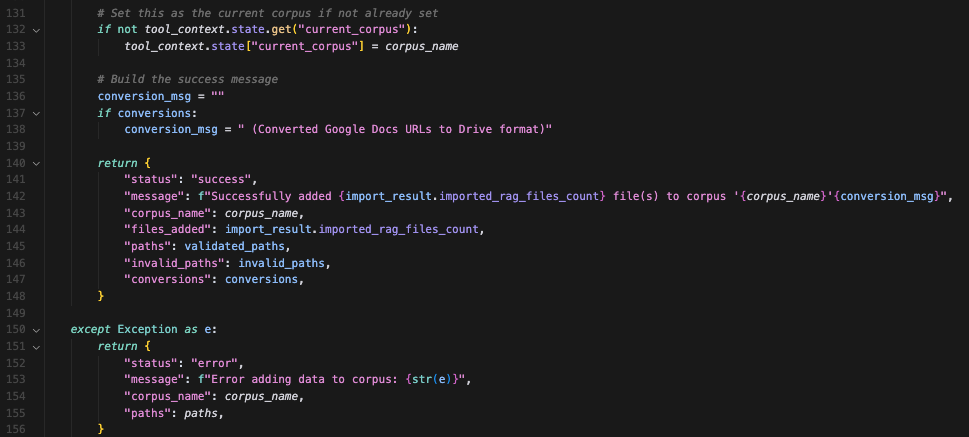 131 # Set this as the current corpus if not already set
132 if not tool_context.state.get("current_corpus"):
133 tool_context.state["current_corpus"] = corpus_name
134
135 # Build the success message
136 conversion_msg = ""
137 if conversions:
138 conversion_msg = " (Converted Google Docs URLs to Drive format)"
139
140 return {
141 "status": "success",
142 "message": f"Successfully added {import_result.imported_rag_files_count} file(s) to corpus '{corpus_name}'{conversion_msg}",
143 "corpus_name": corpus_name,
144 "files_added": import_result.imported_rag_files_count,
145 "paths": validated_paths,
146 "invalid_paths": invalid_paths,
147 "conversions": conversions,
148 }
149
150 except Exception as e:
151 return {
152 "status": "error",
153 "message": f"Error adding data to corpus: {str(e)}",
154 "corpus_name": corpus_name,
155 "paths": paths,
156 }